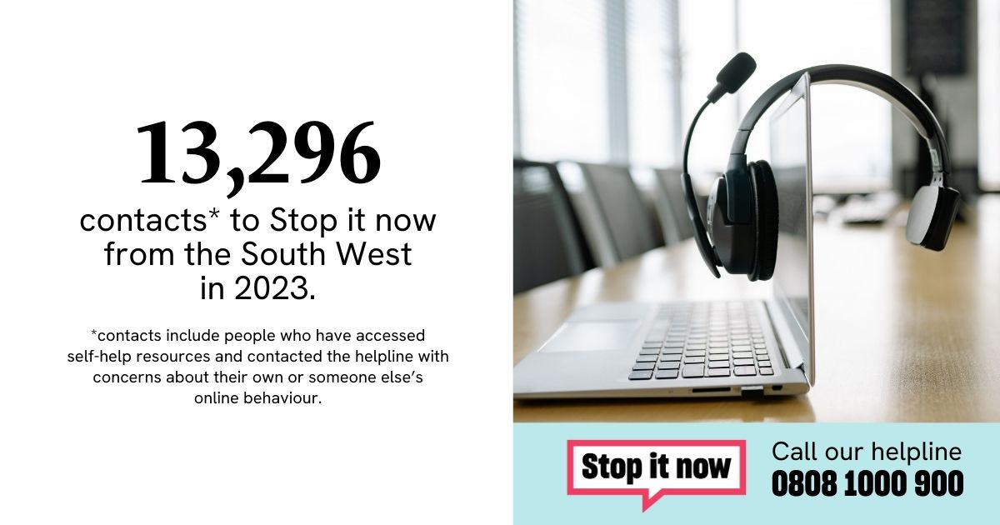 13,296
contacts* to Stop it now
from the South West
in 2023.
*contacts include people who have accessed
self-help resources and contacted the helpline with
concerns about their own or someone else’s
online behaviour.
Stop it now
Call our helpline
0808 1000 900